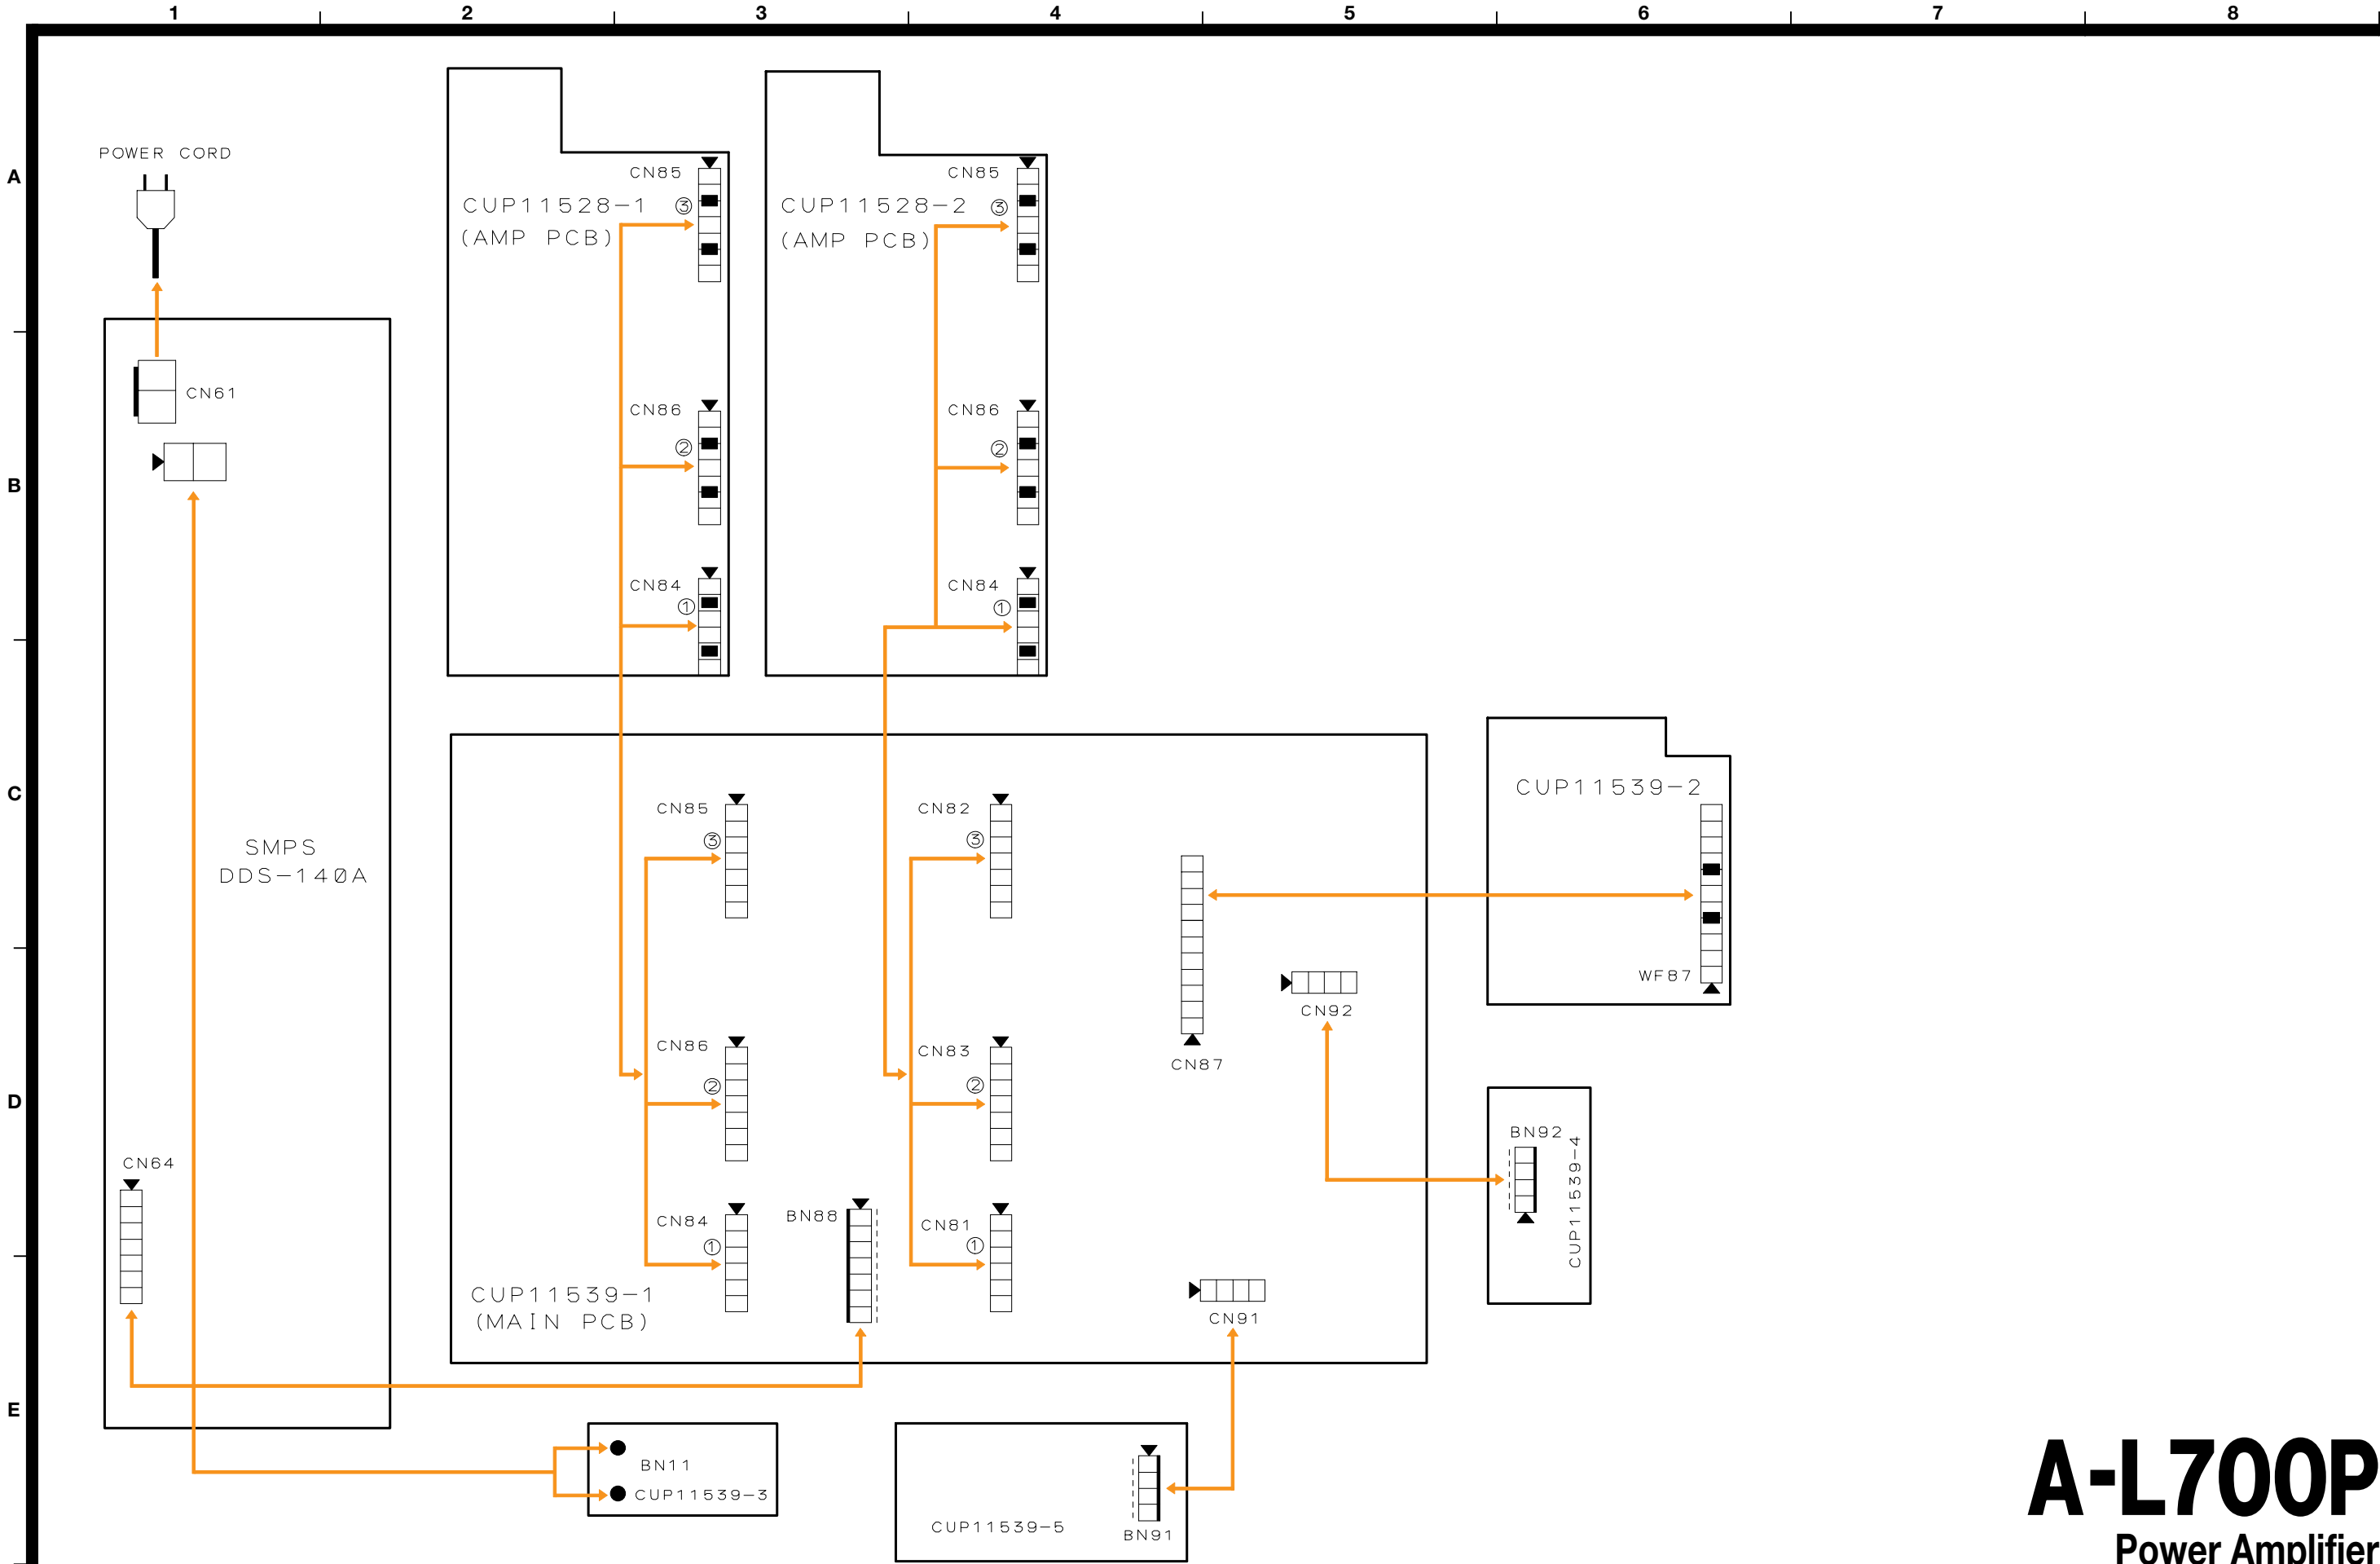 1 2 3 4 5 6 7 8
A
B
C
D
E
POWER CORD
CN61
SMPS
DDS-140A
CN64
CUP11528-1
(AMP PCB)
CN85
③
CN86
②
CN84
①
CUP11528-2
(AMP PCB)
CN85
③
CN86
②
CN84
①
CN85
③
CN86
②
CN84
①
CUP11539-1
(MAIN PCB)
BN88
CN82
③
CN83
②
CN81
①
CN87
CN92
CN91
CUP11539-2
WF87
BN92
CUP11539-4
BN11
CUP11539-3
CUP11539-5
BN91
A-L700P
Power Amplifier